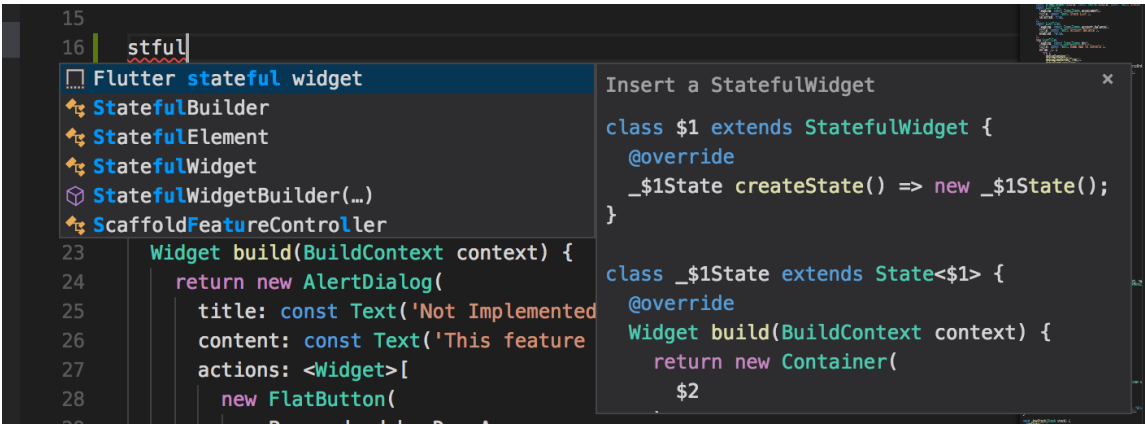 15
16 stful
Flutter stateful widget
StatefulBuilder
StatefulElement
StatefulWidget
StatefulWidgetBuilder(…)
ScaffoldFeatureController
Insert a StatefulWidget ×
class $1 extends StatefulWidget {
@override
_$1State createState() => new _$1State();
}
class _$1State extends State<$1> {
@override
Widget build(BuildContext context) {
return new Container(
$2
23 Widget build(BuildContext context) {
24 return new AlertDialog(
25 title: const Text('Not Implemented
26 content: const Text('This feature
27 actions: <Widget>[
28 new FlatButton(